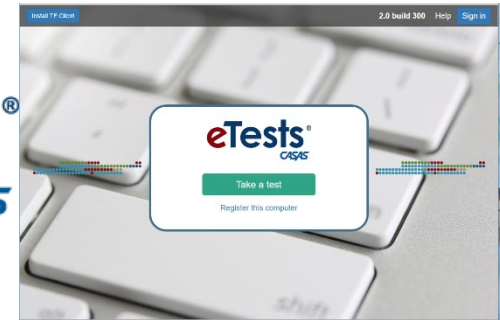 Install TE Client
2.0 build 300 Help Sign in
®
eTests®
CASAS
Take a test
Register this computer
S
shift